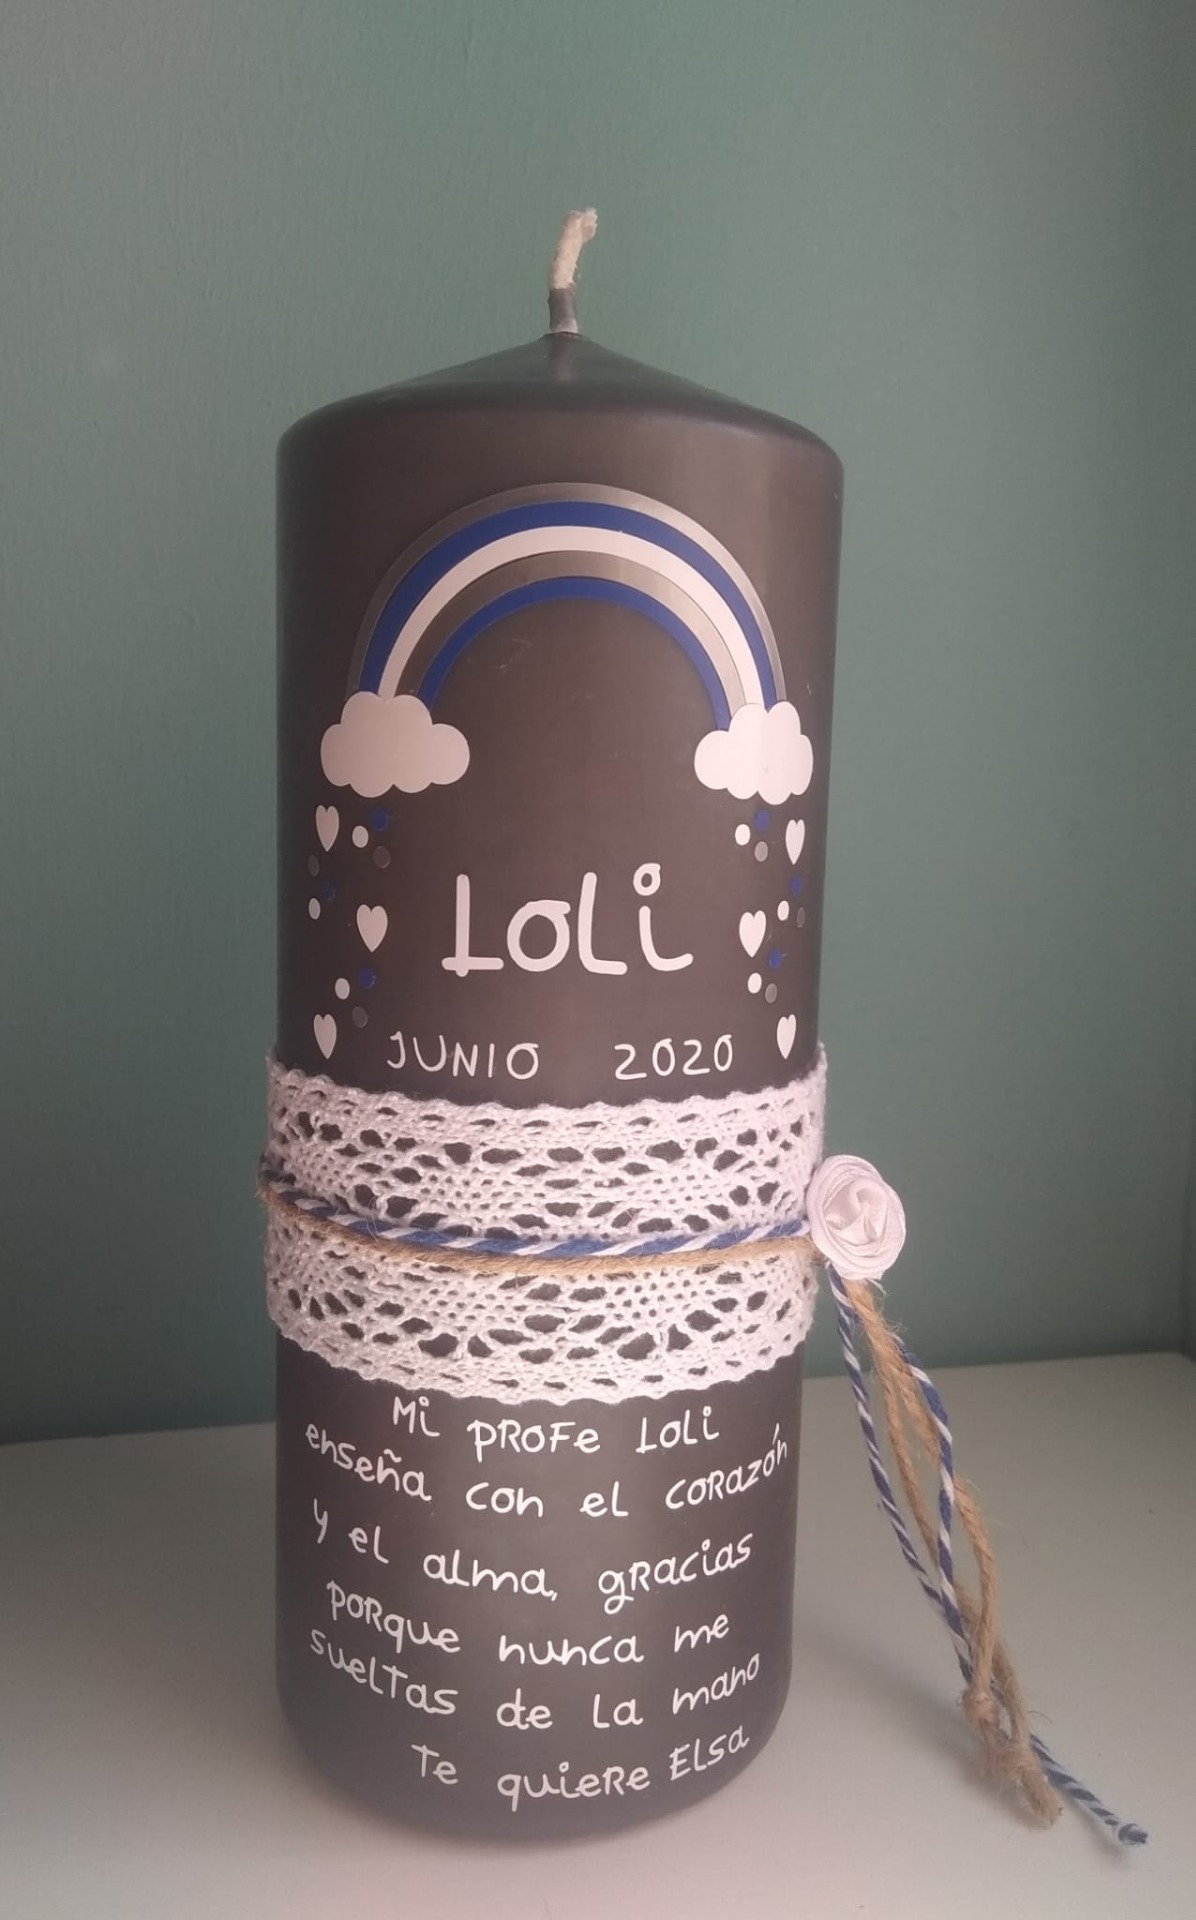 Loli
JUNIO 2020
Mi profe Loli
enseña con el corazón
y el alma, gracias
porque nunca me
sueltas de la mano
Te quiere Elsa